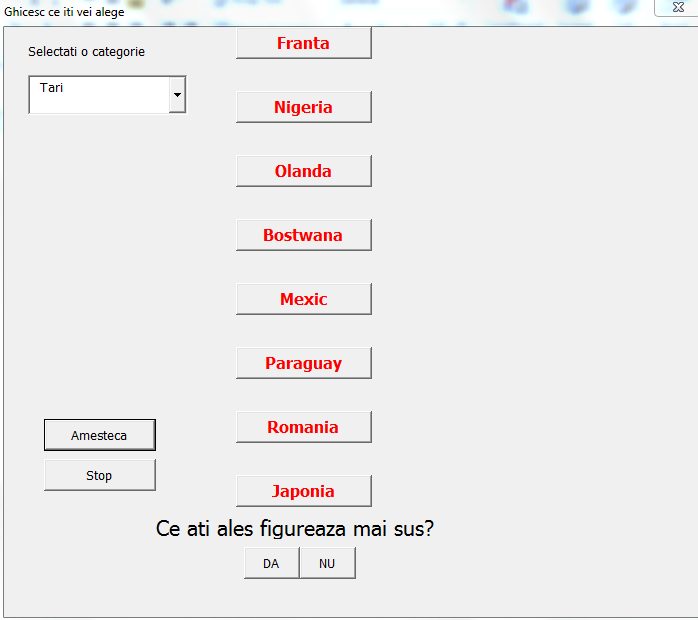 Ghicesc ce iti vei alege
Selectati o categorie
Tari
Franta
Nigeria
Olanda
Bostwana
Mexic
Paraguay
Romania
Japonia
Amesteca
Stop
Ce ati ales figureaza mai sus?
DA NU